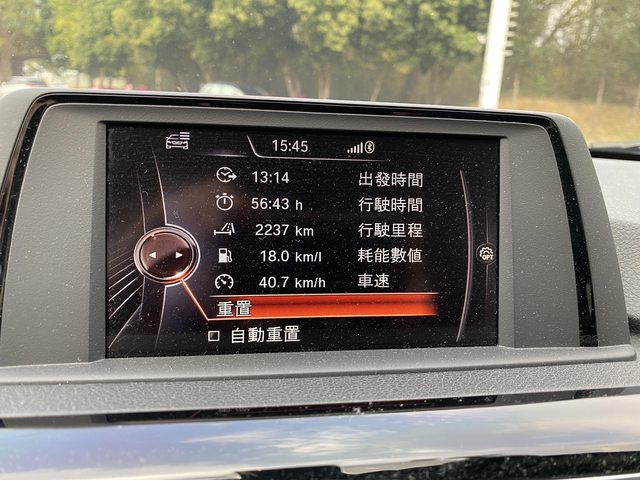 15:45
13:14 出發時間
56:43 h 行駛時間
2237 km 行駛里程
18.0 km/l 耗能數值
40.7 km/h 車速
OPT
重置
自動重置